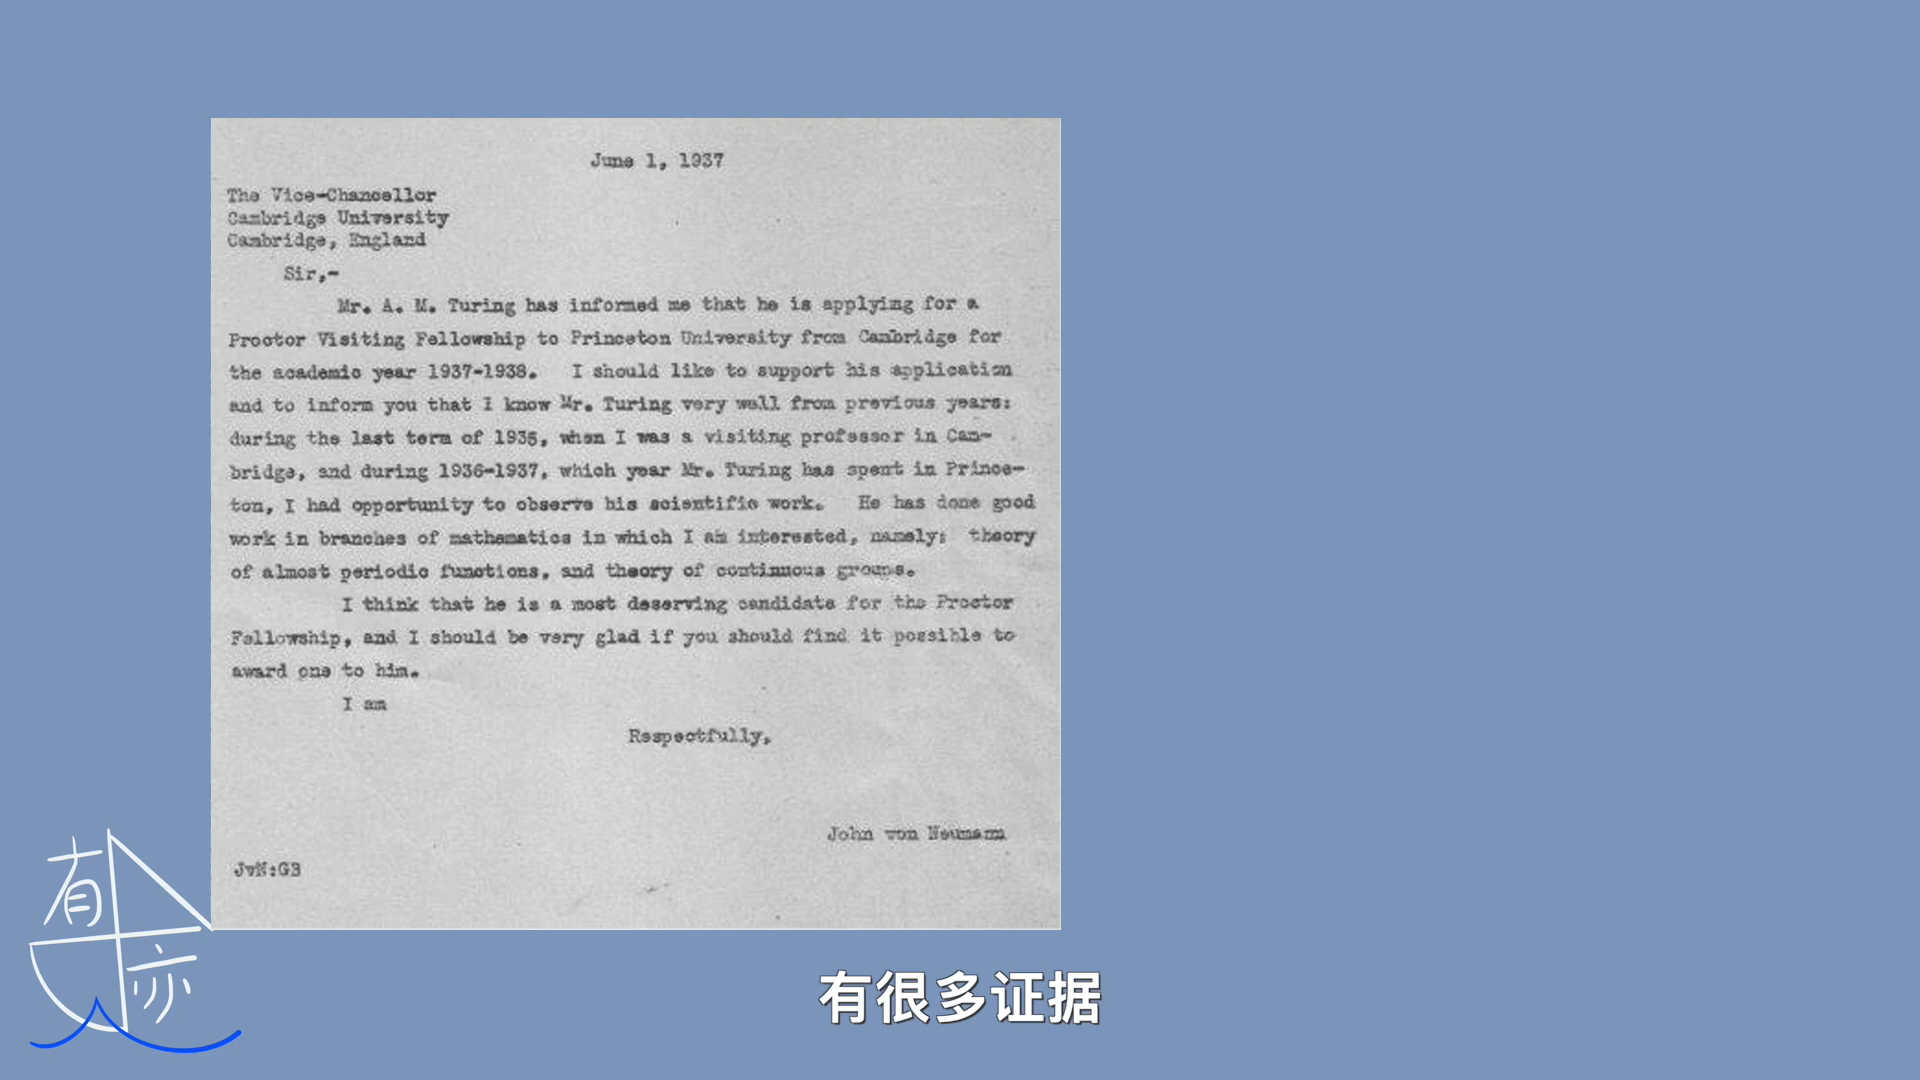 June 1, 1937
The Vice-Chancellor
Cambridge University
Cambridge, England
Sir,-
Mr. A. M. Turing has informed me that he is applying for a
Proctor Visiting Fellowship to Princeton University from Cambridge for
the academic year 1937-1938. I should like to support his application
and to inform you that I know Mr. Turing very well from previous years:
during the last term of 1935, when I was a visiting professor in Cam-
bridge, and during 1936-1937, which year Mr. Turing has spent in Prince-
ton, I had opportunity to observe his scientific work. He has done good
work in branches of mathematics in which I am interested, namely: theory
of almost periodic functions, and theory of continuous groups.
I think that he is a most deserving candidate for the Proctor
Fellowship, and I should be very glad if you should find it possible to
award one to him.
I am
Respectfully,
John von Neumann
JvN:GB
有
亦
有很多证据